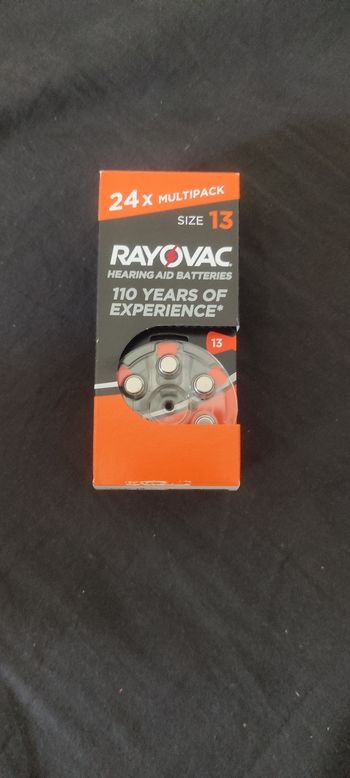 24x MULTIPACK
SIZE 13
RAYOVAC
HEARING AID BATTERIES
110 YEARS OF
EXPERIENCE*
13